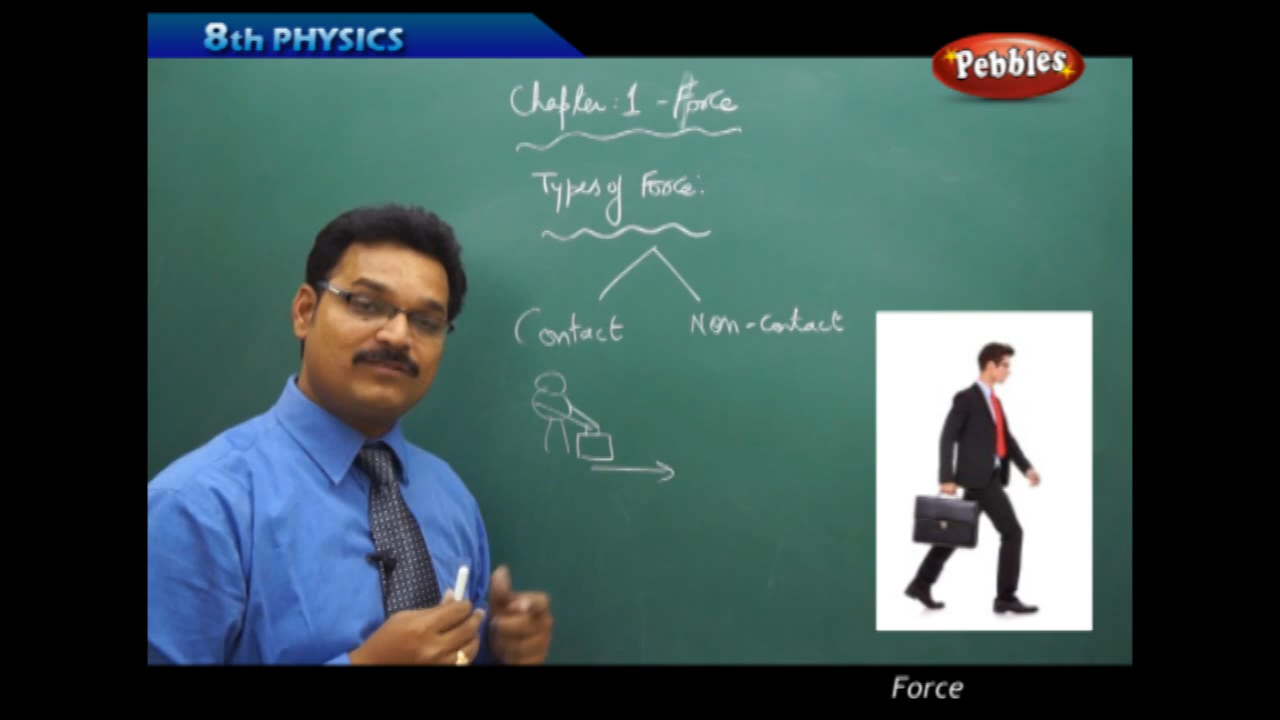 8th PHYSICS
Pebbles
Chapter: 1 - Force
Types of Force:
Contact Non-Contact
Force